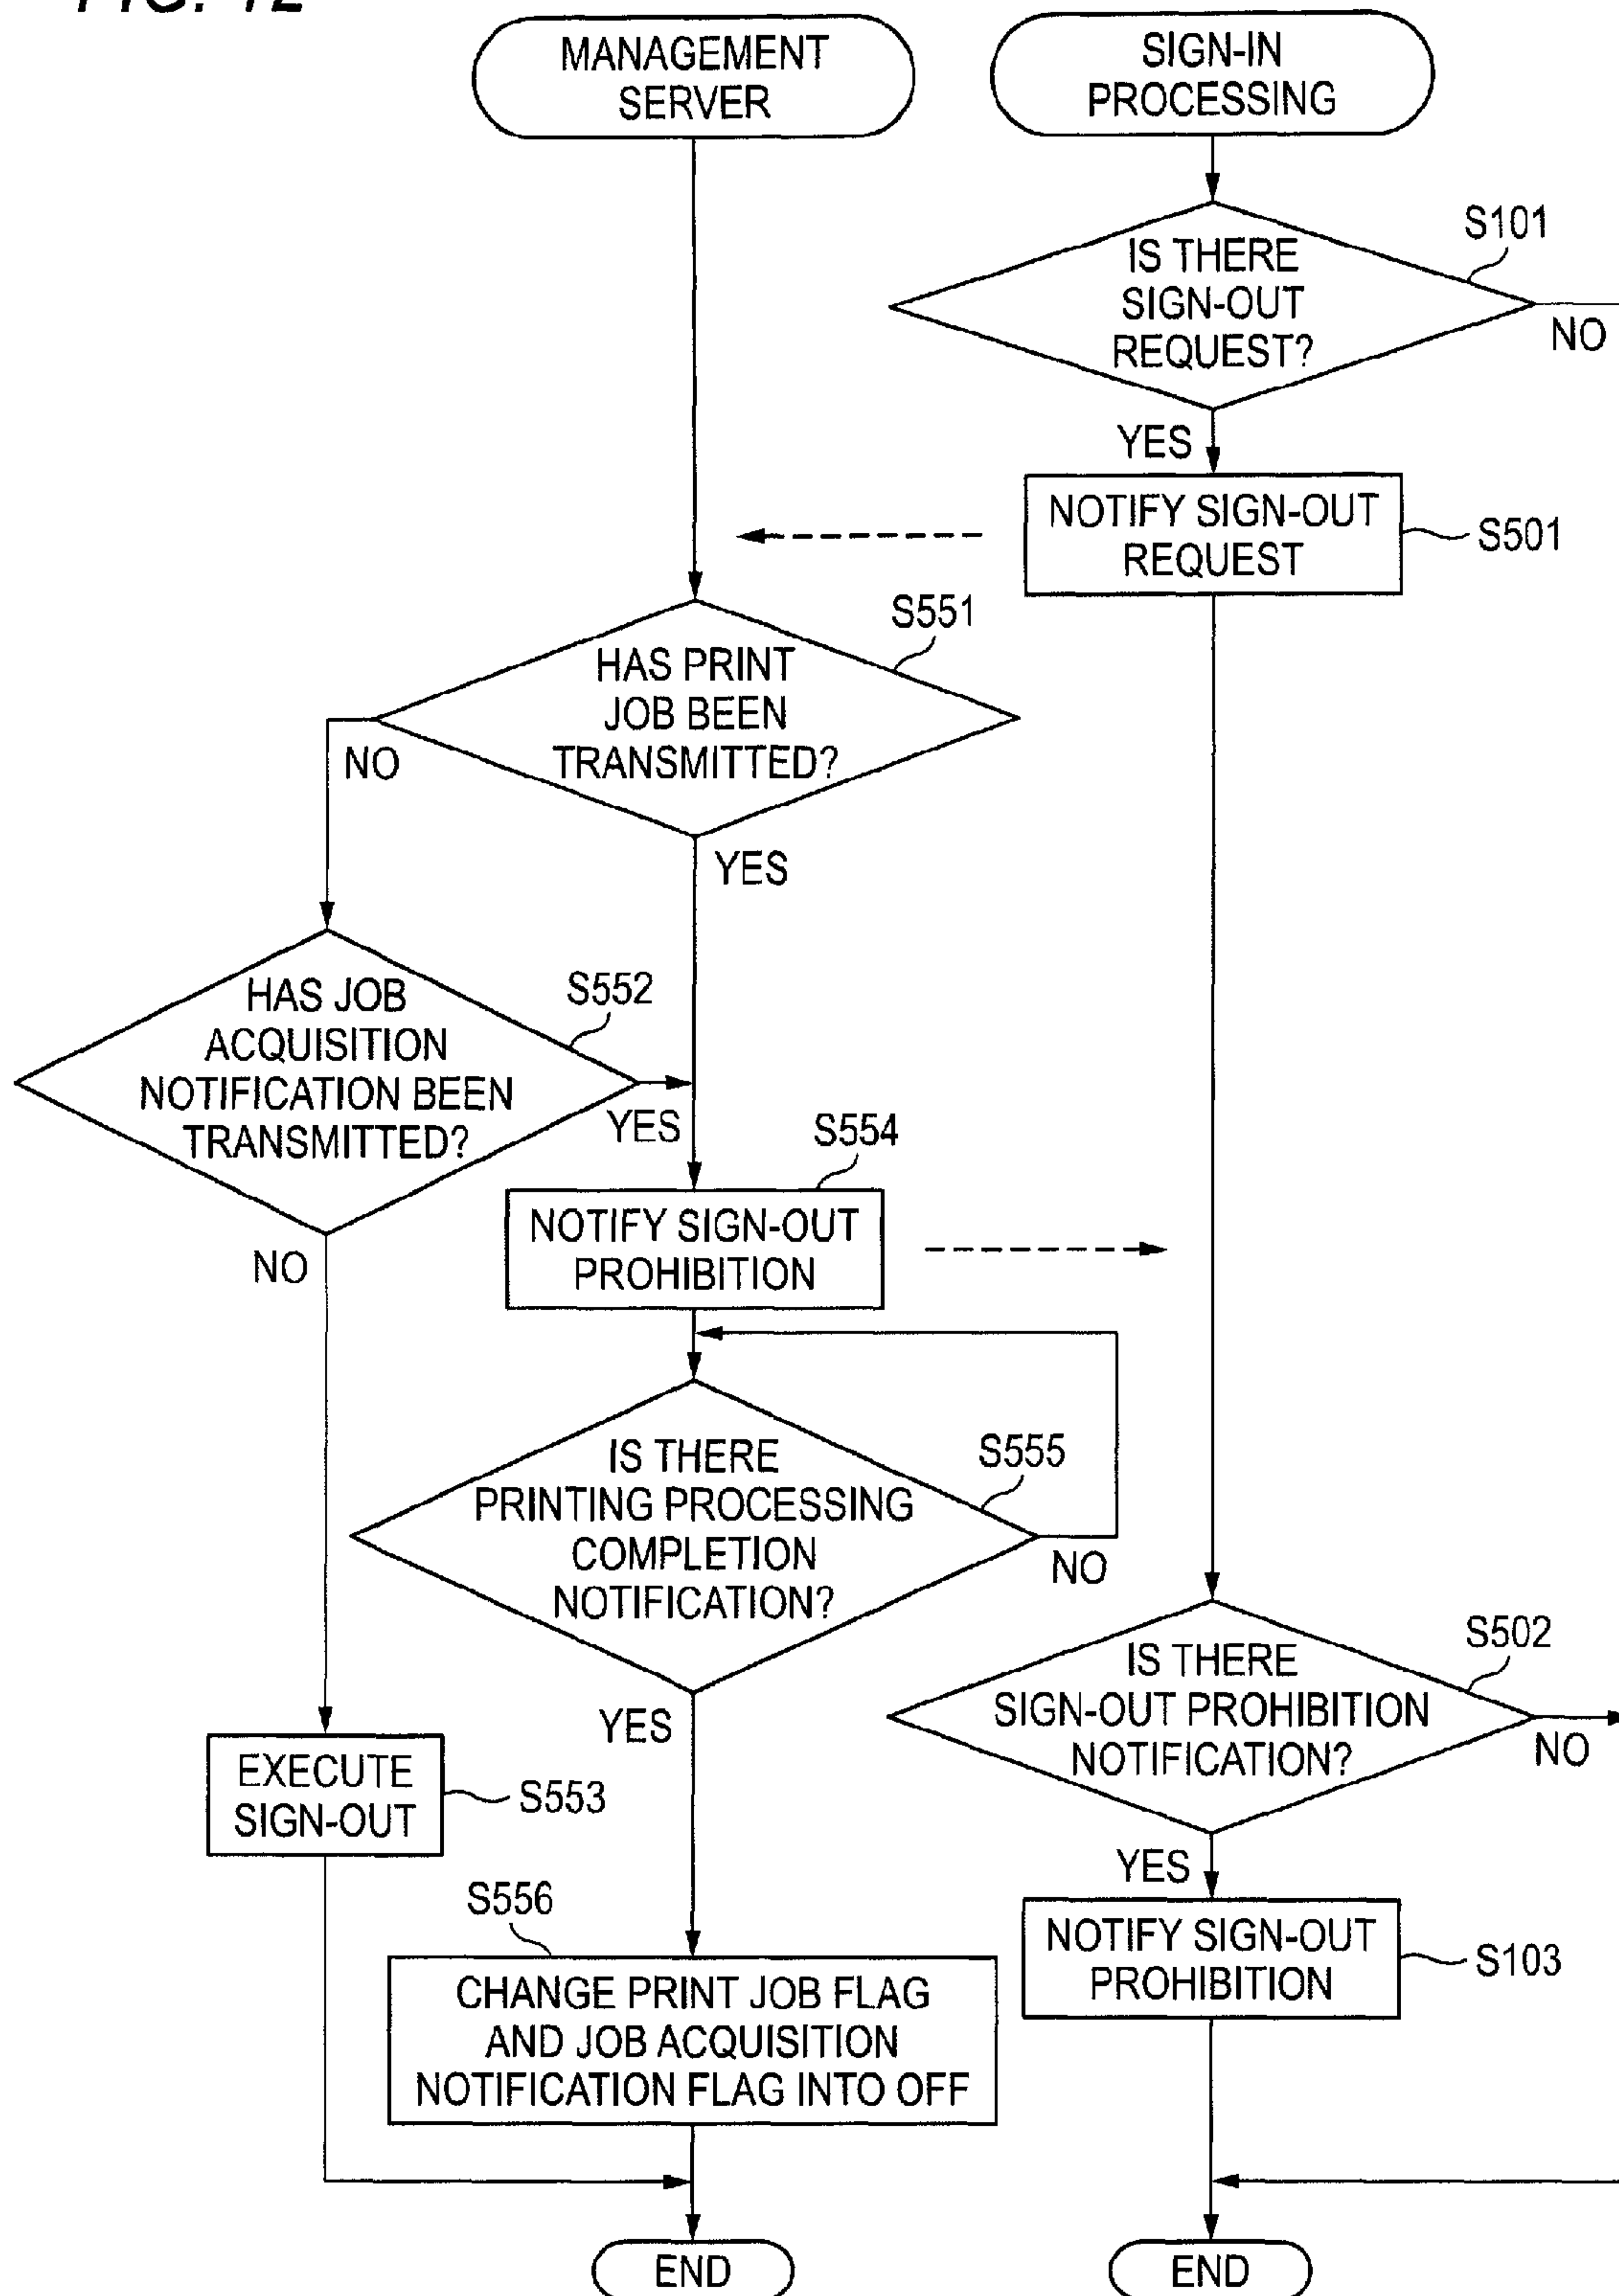 FIG. 12
MANAGEMENT
SERVER
SIGN-IN
PROCESSING
IS THERE
SIGN-OUT
REQUEST?
S101
NO
YES
NOTIFY SIGN-OUT
REQUEST
S501
HAS PRINT
JOB BEEN
TRANSMITTED?
S551
NO
YES
HAS JOB
ACQUISITION
NOTIFICATION BEEN
TRANSMITTED?
S552
YES
NO
S554
NOTIFY SIGN-OUT
PROHIBITION
IS THERE
PRINTING PROCESSING
COMPLETION
NOTIFICATION?
S555
NO
YES
IS THERE
SIGN-OUT PROHIBITION
NOTIFICATION?
S502
NO
YES
EXECUTE
SIGN-OUT
S553
S556
CHANGE PRINT JOB FLAG
AND JOB ACQUISITION
NOTIFICATION FLAG INTO OFF
NOTIFY SIGN-OUT
PROHIBITION
S103
END
END